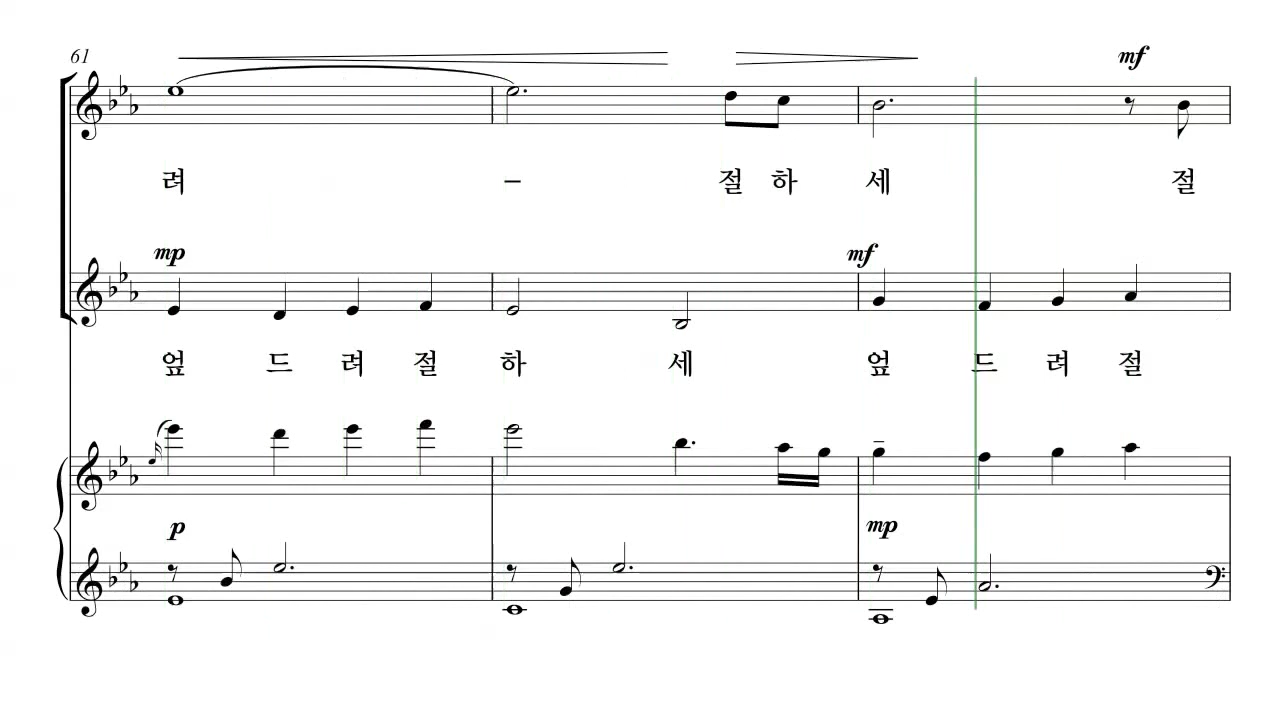 61
mf
려 – 절 하 세 절
mp mf
엎 드 려 절 하 세 엎 드 려 절
p mp